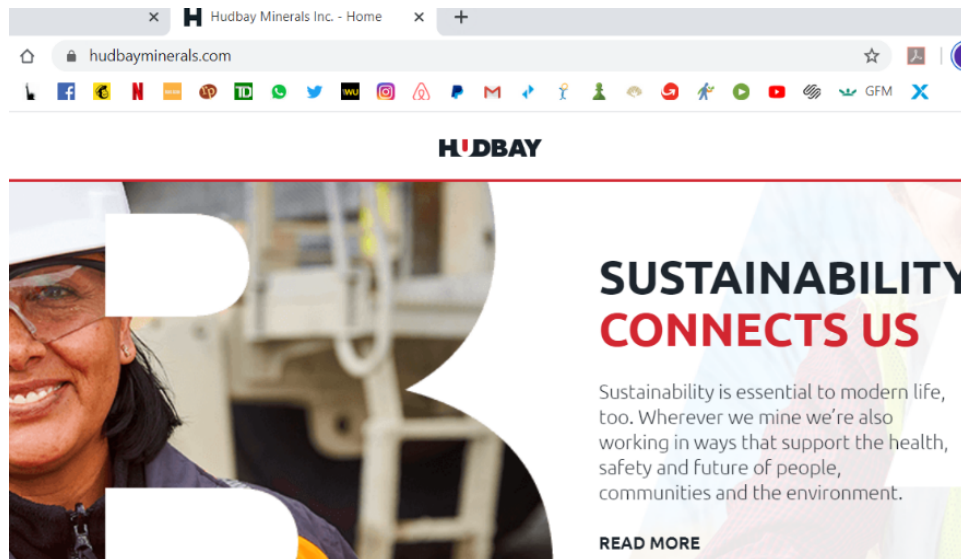 Hudbay Minerals Inc. - Home
hudbayminerals.com
TD
WU
GFM
HUDBAY
SUSTAINABILITY
CONNECTS US
Sustainability is essential to modern life,
too. Wherever we mine we’re also
working in ways that support the health,
safety and future of people,
communities and the environment.
READ MORE